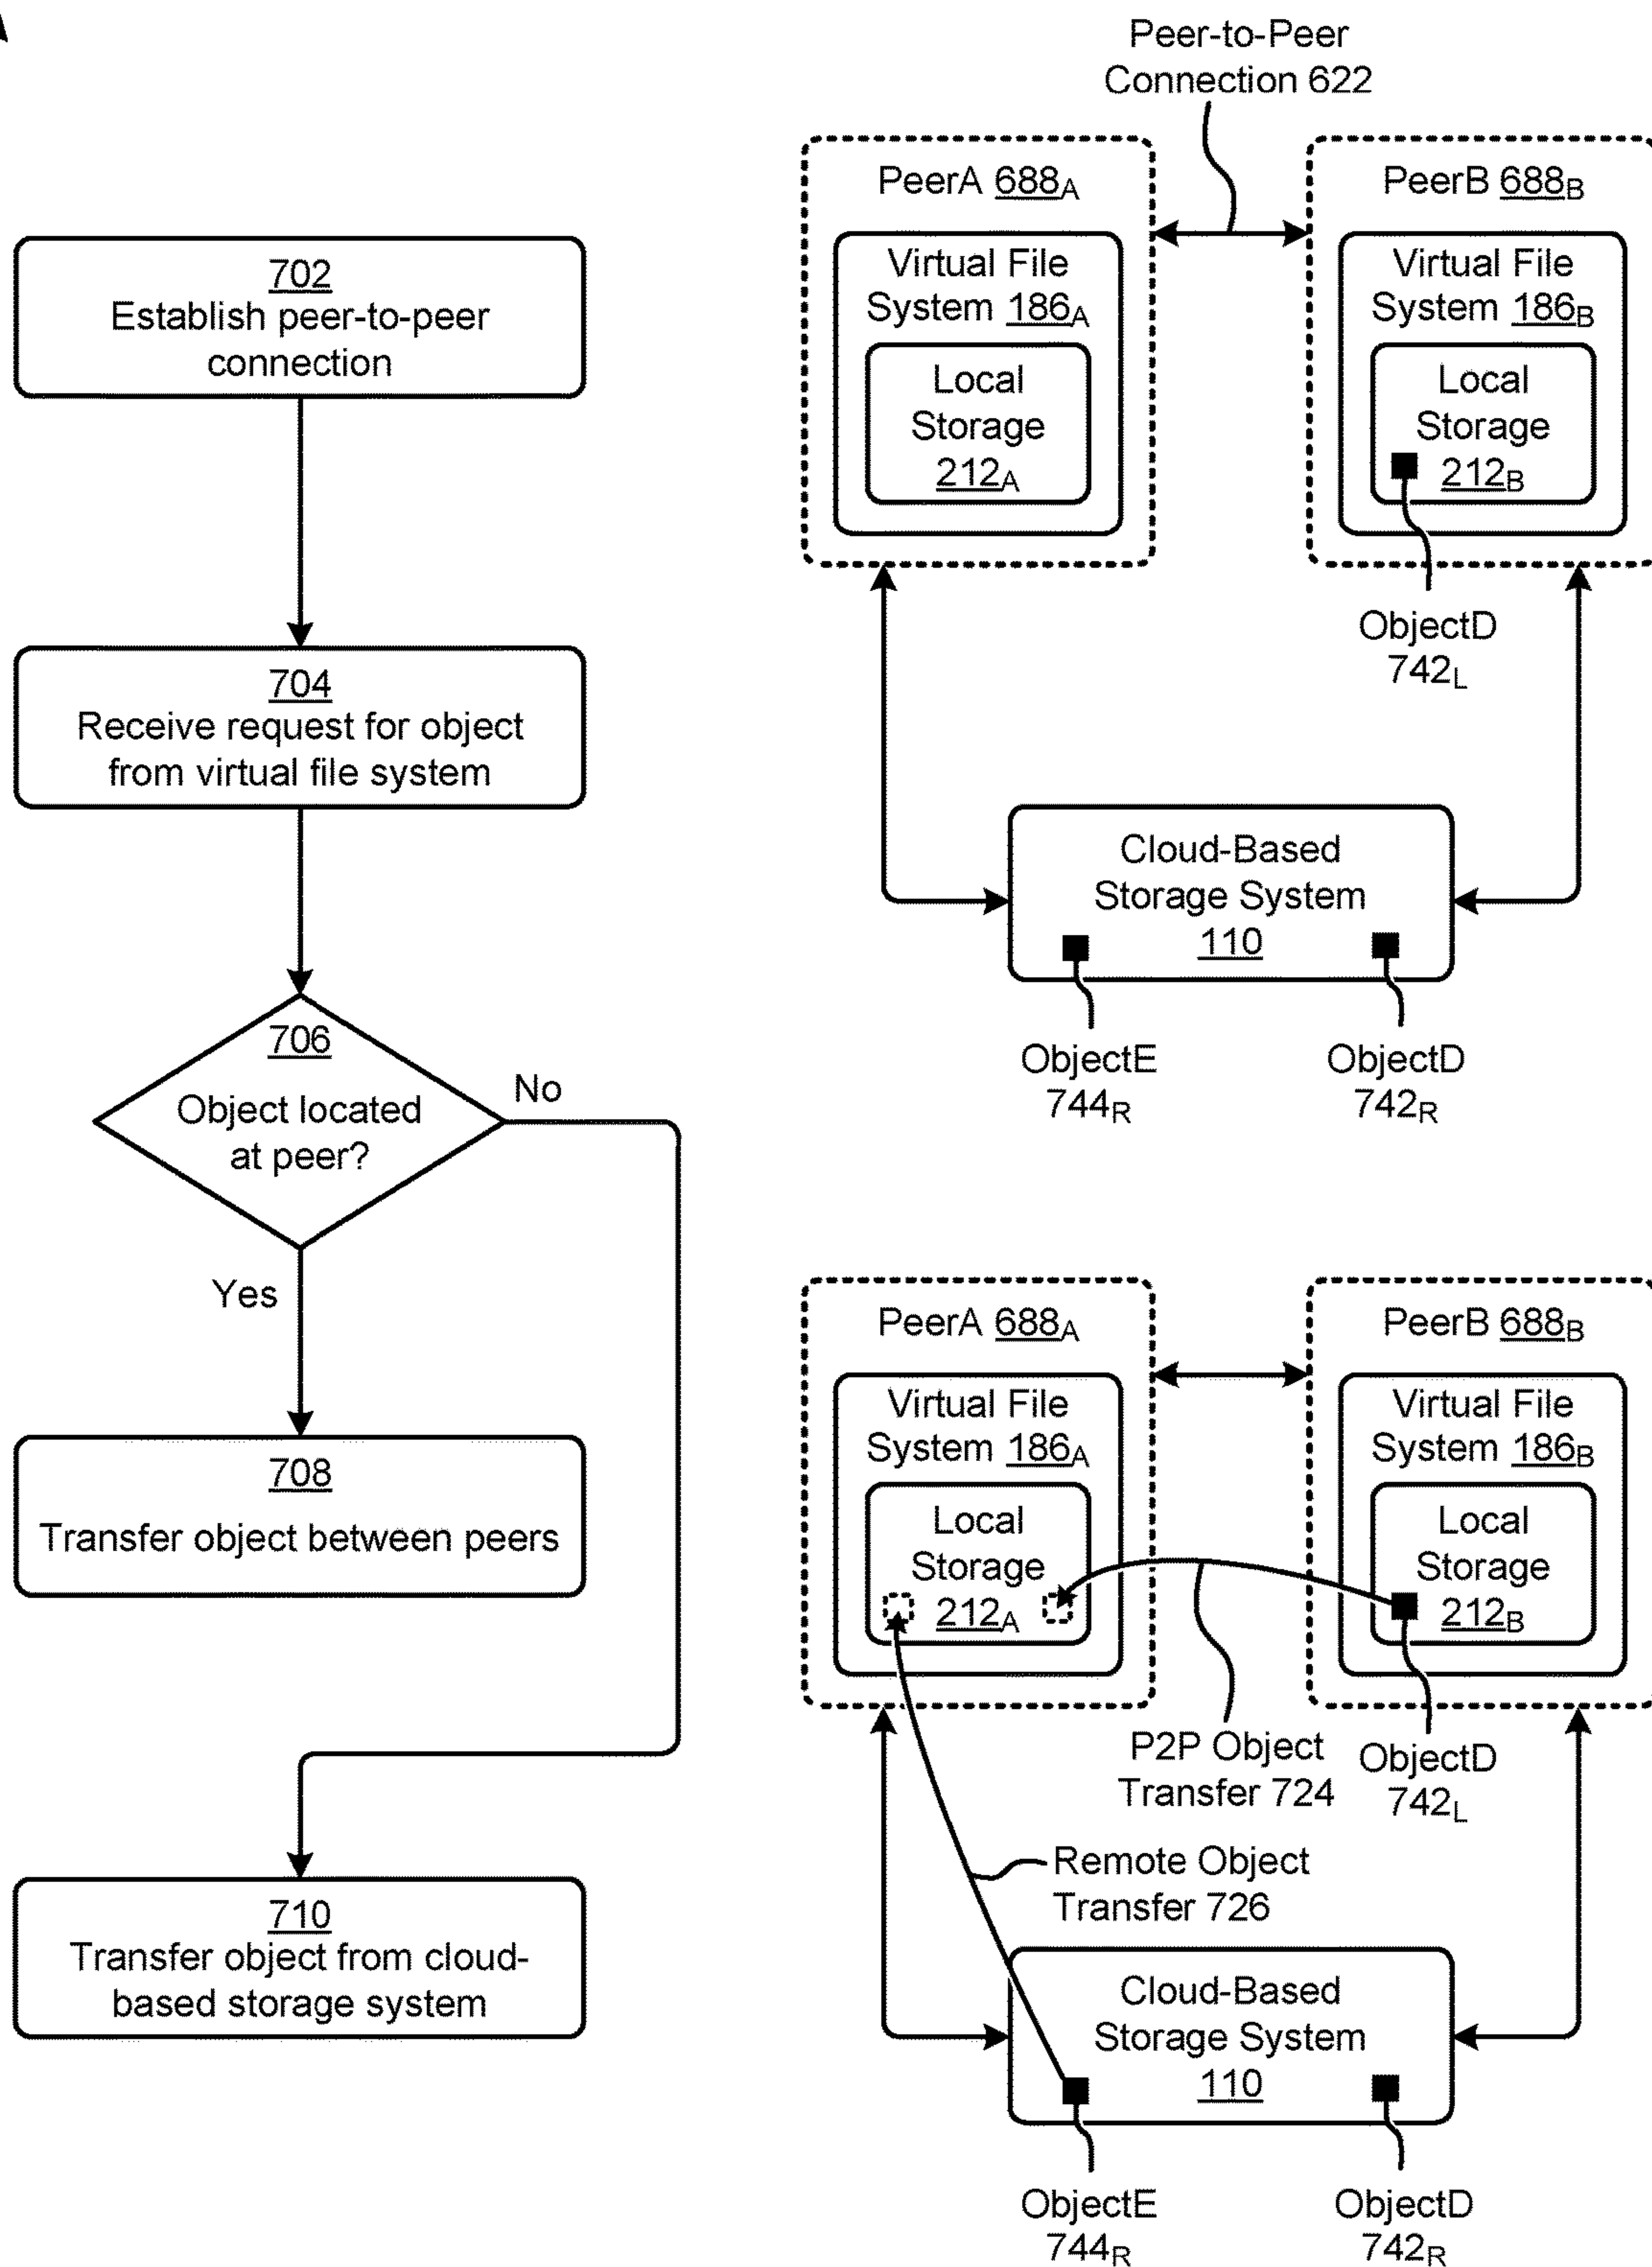 702
Establish peer-to-peer
connection
704
Receive request for object
from virtual file system
706
Object located
at peer?
No
Yes
708
Transfer object between peers
710
Transfer object from cloud-
based storage system
Peer-to-Peer
Connection 622
PeerA 688A
Virtual File
System 186A
Local
Storage
212A
PeerB 688B
Virtual File
System 186B
Local
Storage
212B
ObjectD
742L
Cloud-Based
Storage System
110
ObjectE
744R
ObjectD
742R
PeerA 688A
Virtual File
System 186A
Local
Storage
212A
PeerB 688B
Virtual File
System 186B
Local
Storage
212B
P2P Object
Transfer 724
ObjectD
742L
Remote Object
Transfer 726
Cloud-Based
Storage System
110
ObjectE
744R
ObjectD
742R